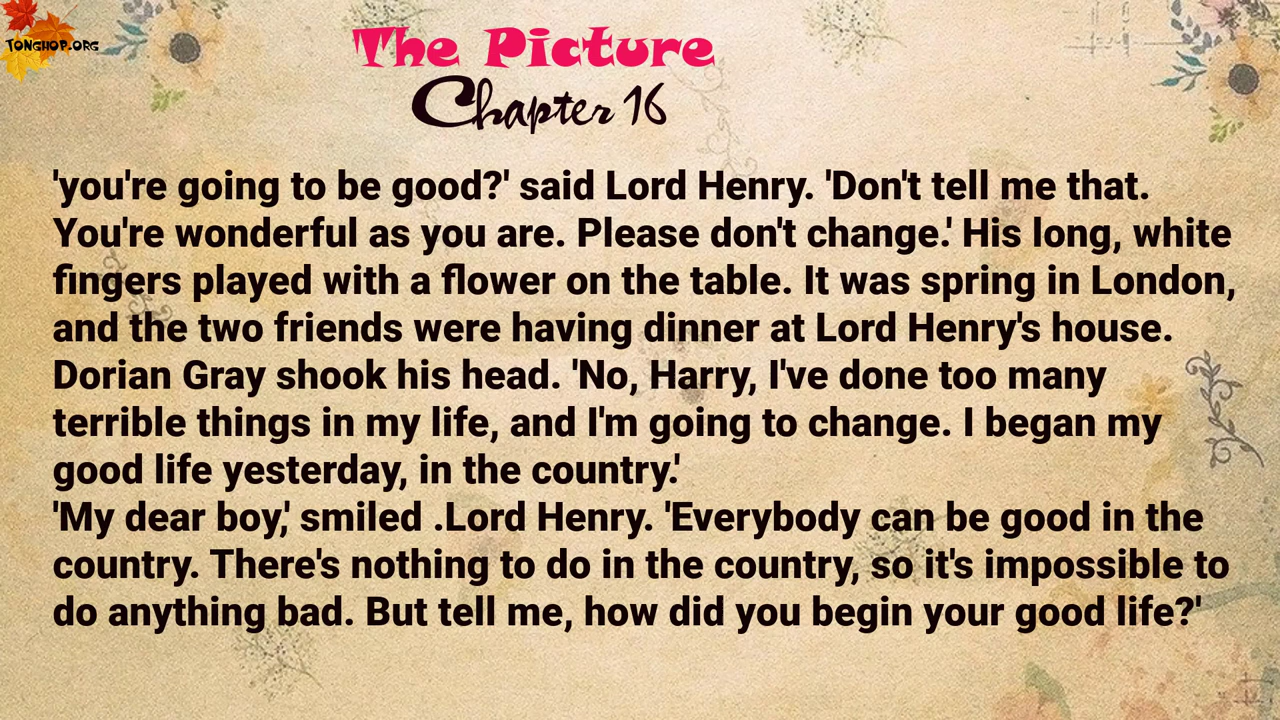 TONGHOP.ORG
The Picture
Chapter 16
'you're going to be good?' said Lord Henry. 'Don't tell me that.
You're wonderful as you are. Please don't change.' His long, white
fingers played with a flower on the table. It was spring in London,
and the two friends were having dinner at Lord Henry's house.
Dorian Gray shook his head. 'No, Harry, I've done too many
terrible things in my life, and I'm going to change. I began my
good life yesterday, in the country.'
'My dear boy,' smiled .Lord Henry. 'Everybody can be good in the
country. There's nothing to do in the country, so it's impossible to
do anything bad. But tell me, how did you begin your good life?'